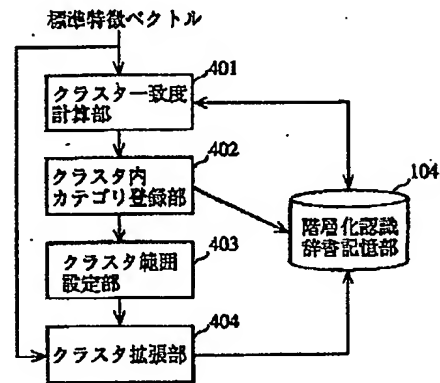 標準特徴ベクトル
401
クラスタ一致度
計算部
402
クラスタ内
カテゴリ登録部
104
階層化認識
辞書記憶部
403
クラスタ範囲
設定部
404
クラスタ拡張部